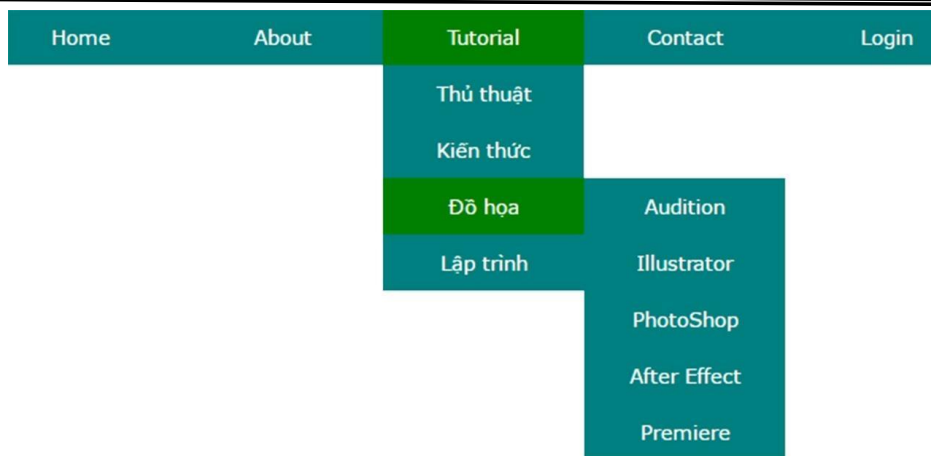 Home About Tutorial Contact Login
Thủ thuật
Kiến thức
Đồ họa Audition
Lập trình Illustrator
PhotoShop
After Effect
Premiere